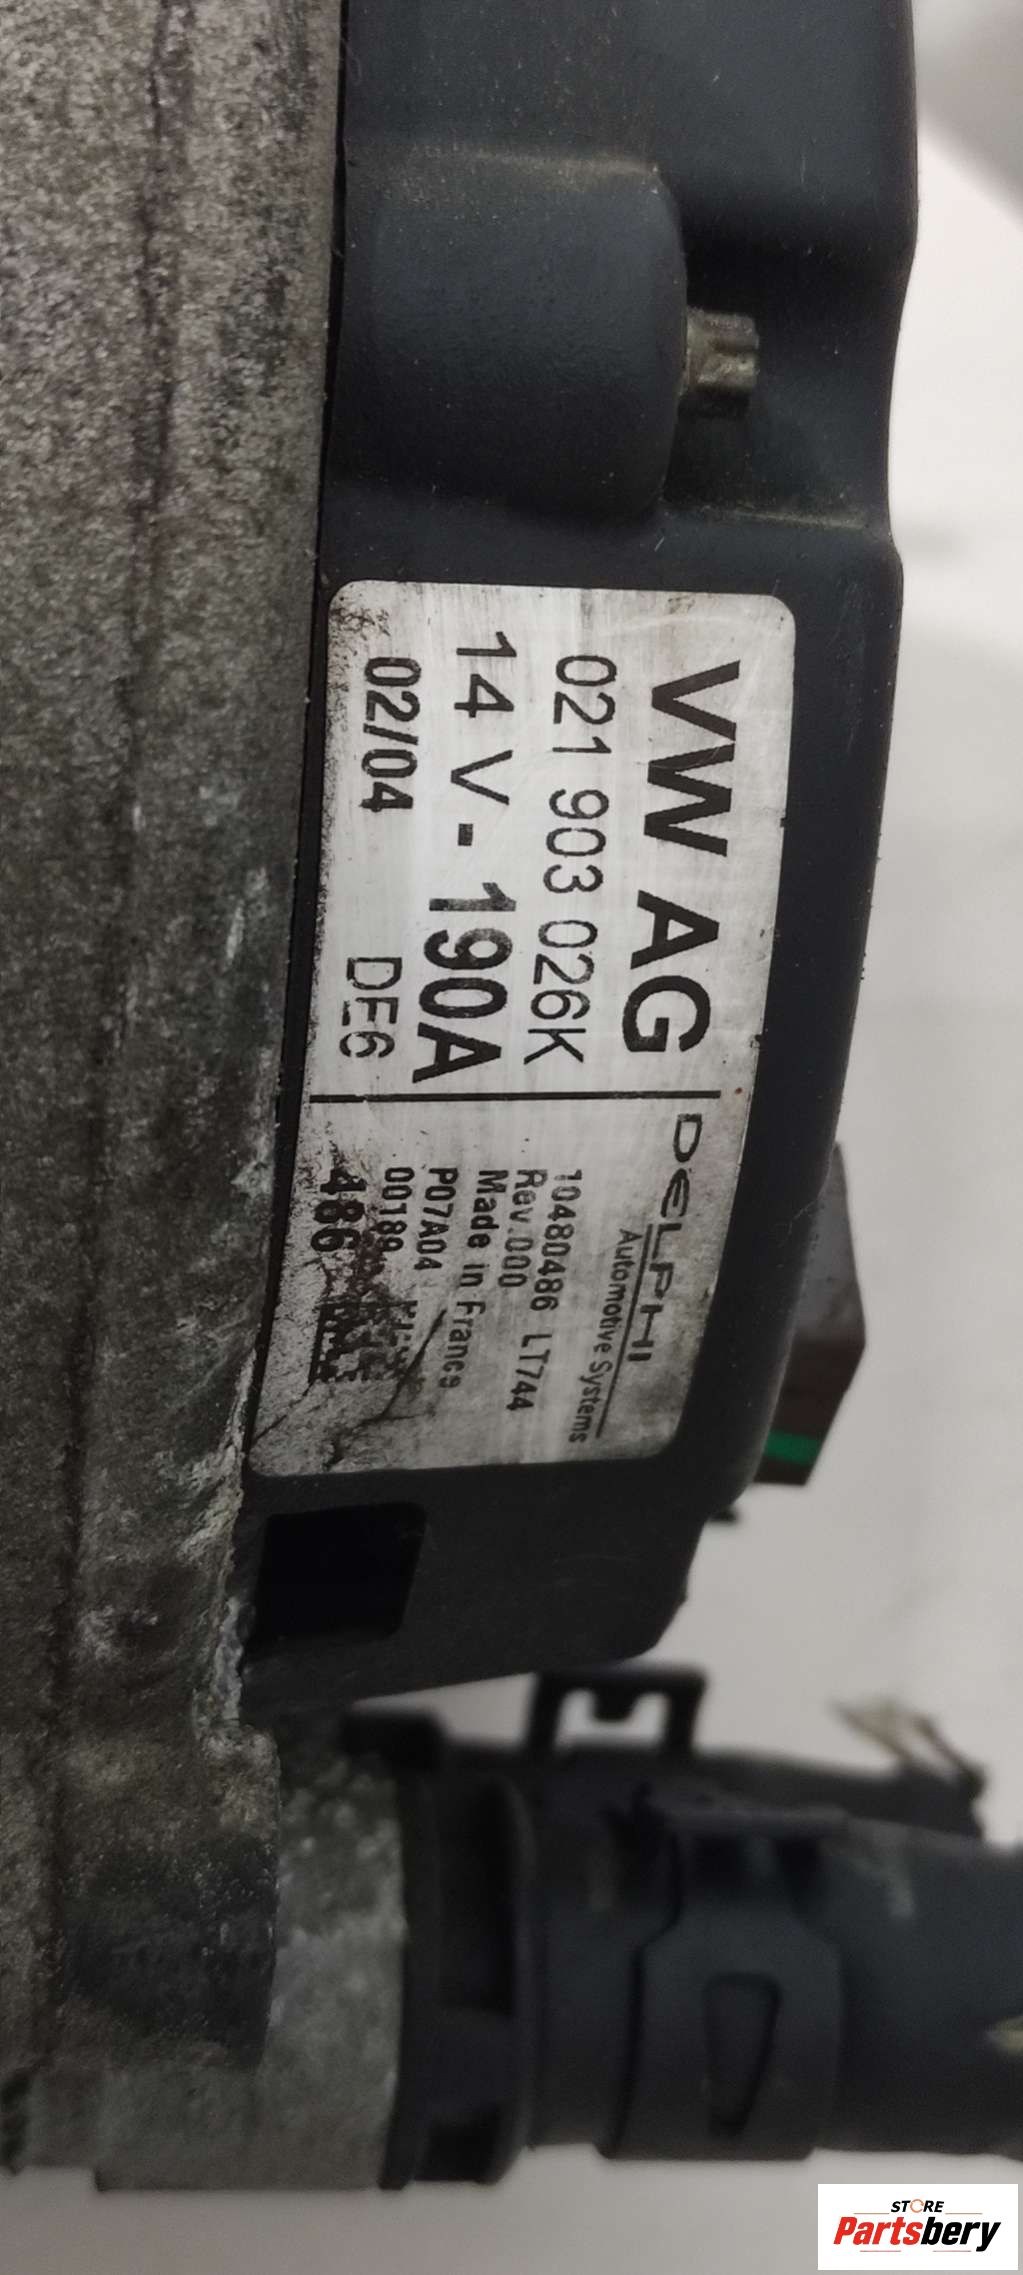 VW AG
021 903 026K
14 V - 190A
02/04 DE6
DELPHI
Automotive Systems
10480486 LT744
Rev.000
Made in France
P07A04
00189
486
STORE
Partsbery